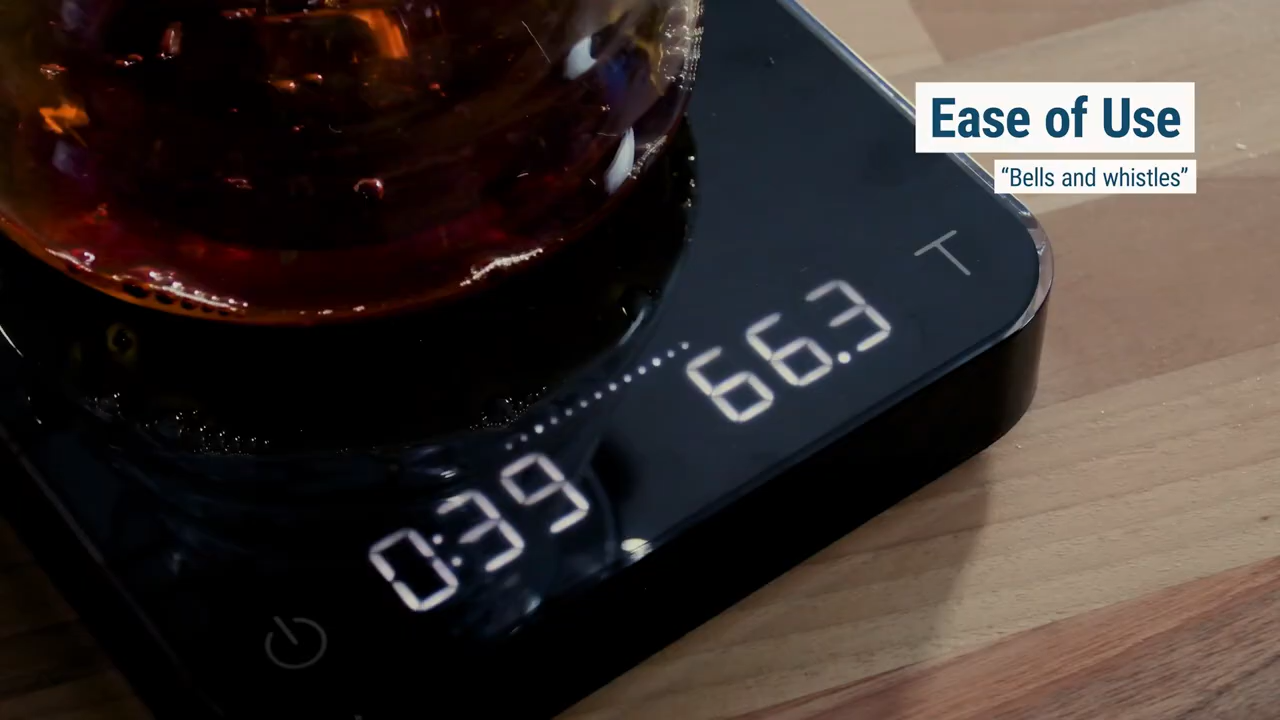 Ease of Use
“Bells and whistles”
T
66.3
0:39